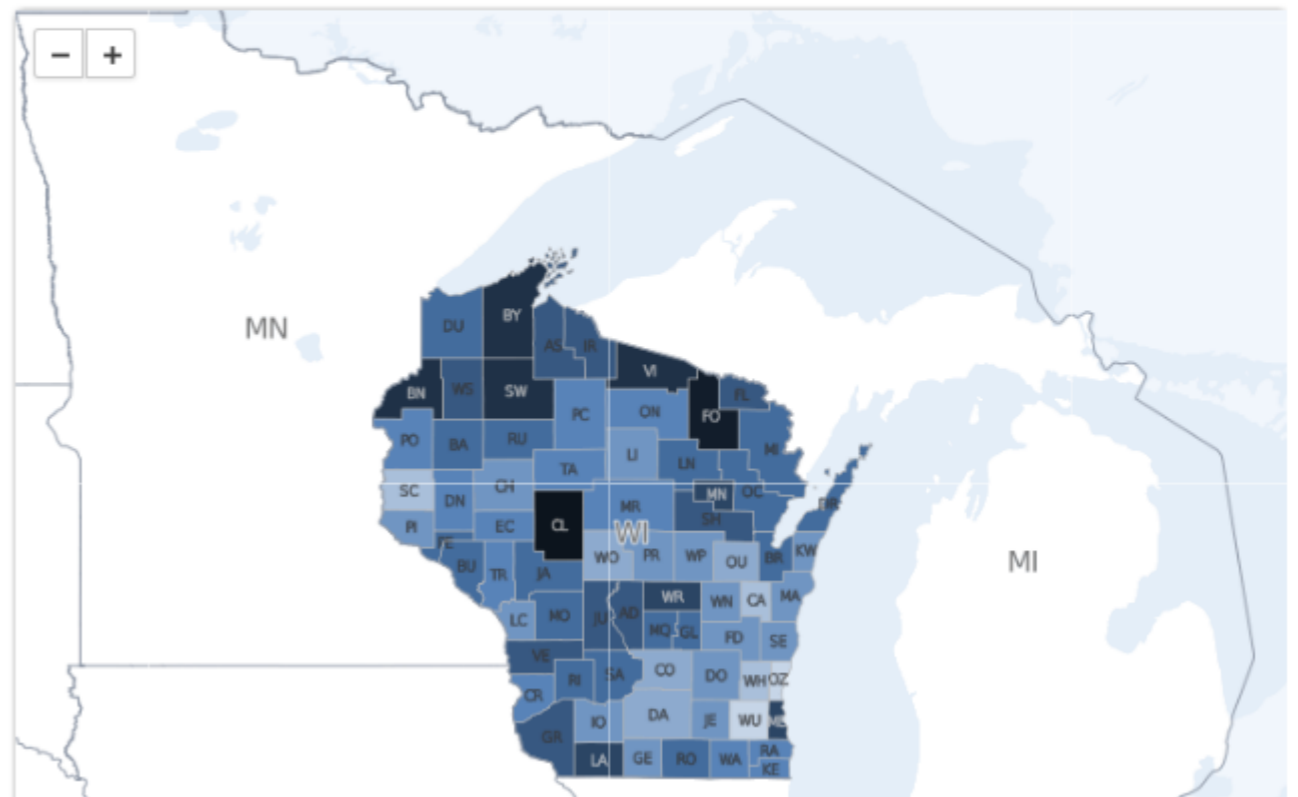 − +
MN
BY
DU
AS IR
VI
BN WS SW
FL
PC ON FO
PO BA RU
MI
LI
TA LN
SC CH
DN MN OC
MR DR
PI EC CL SH
WI
PE
WO PR WP OU BR KW
MI
BU TR JA
WR
LC MO JU AD WN CA MA
MQ GL FD SE
VE
RI SA CO DO WH OZ
CR
GR IO DA JE WU MI
LA GE RO WA RA
KE